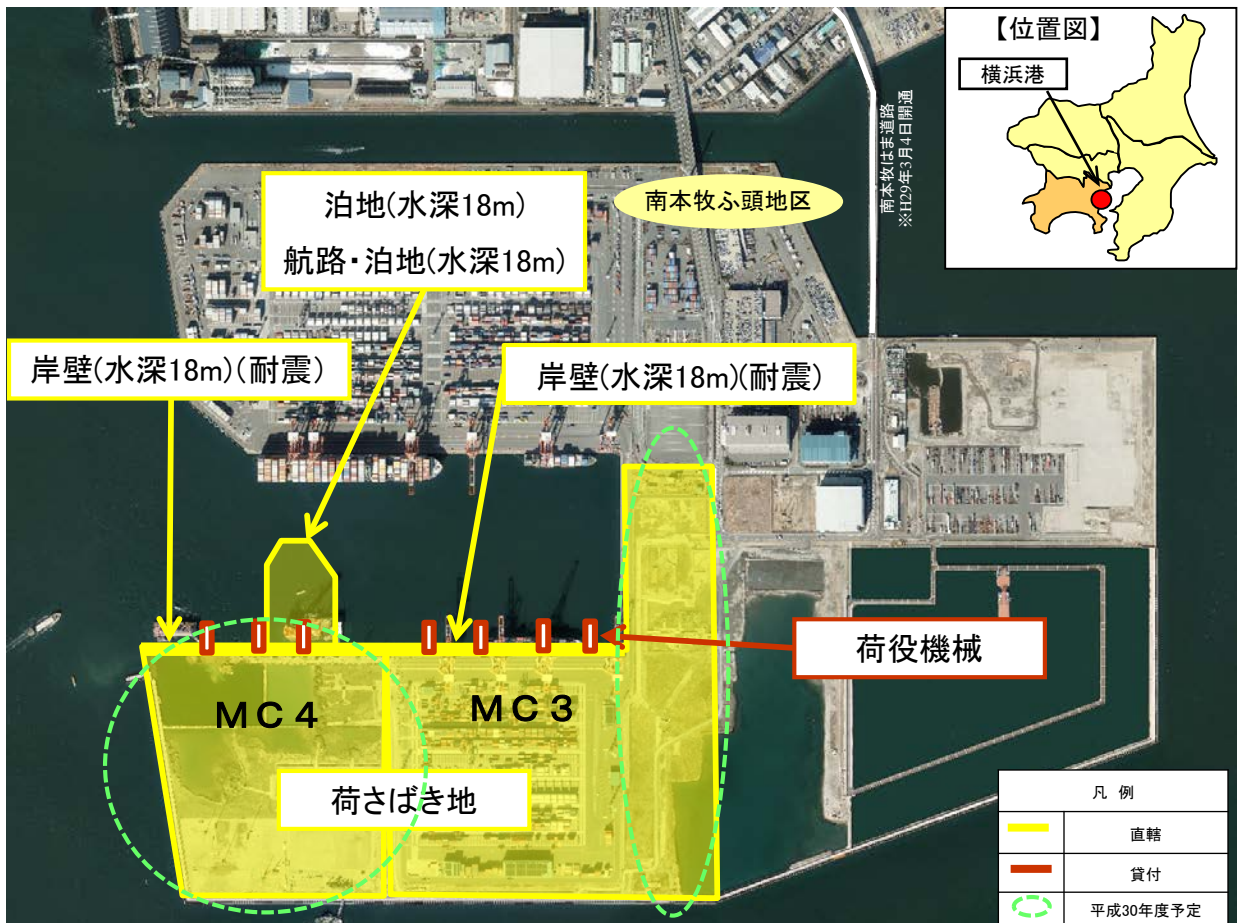 【位置図】
横浜港
南本牧はま道路
※H29年3月4日開通
南本牧ふ頭地区
泊地(水深18m)
航路・泊地(水深18m)
岸壁(水深18m)(耐震)
岸壁(水深18m)(耐震)
荷役機械
MC4
MC3
荷さばき地
凡 例
直轄
貸付
平成30年度予定